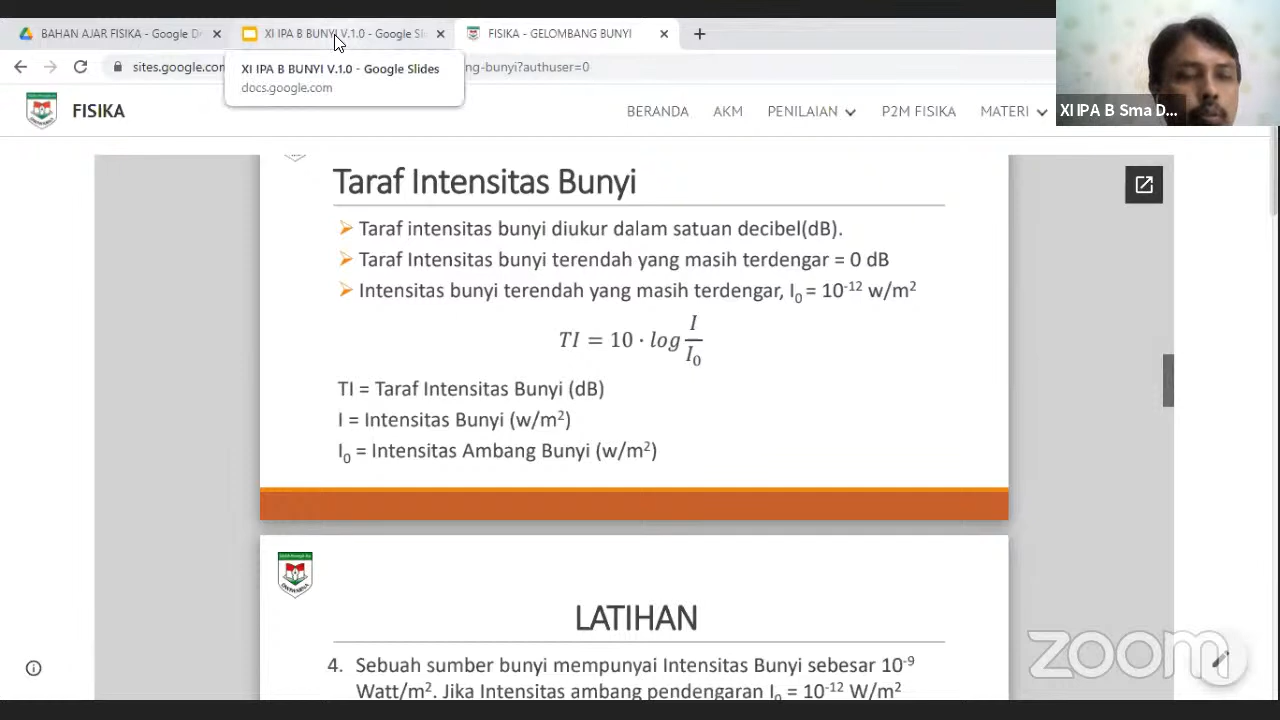 BAHAN AJAR FISIKA - Google Dr
XI IPA B BUNYI V.1.0 - Google Sli
FISIKA - GELOMBANG BUNYI
sites.google.com
ng-bunyi?authuser=0
XI IPA B BUNYI V.1.0 - Google Slides
docs.google.com
FISIKA
BERANDA
AKM
PENILAIAN
P2M FISIKA
MATERI
XI IPA B Sma D...
Taraf Intensitas Bunyi
Taraf intensitas bunyi diukur dalam satuan decibel(dB).
Taraf Intensitas bunyi terendah yang masih terdengar = 0 dB
Intensitas bunyi terendah yang masih terdengar, I₀ = 10⁻¹² w/m²
TI = 10 · log I/I₀
TI = Taraf Intensitas Bunyi (dB)
I = Intensitas Bunyi (w/m²)
I₀ = Intensitas Ambang Bunyi (w/m²)
LATIHAN
4. Sebuah sumber bunyi mempunyai Intensitas Bunyi sebesar 10⁻⁹
Watt/m². Jika Intensitas ambang pendengaran I₀ = 10⁻¹² W/m²
zoom